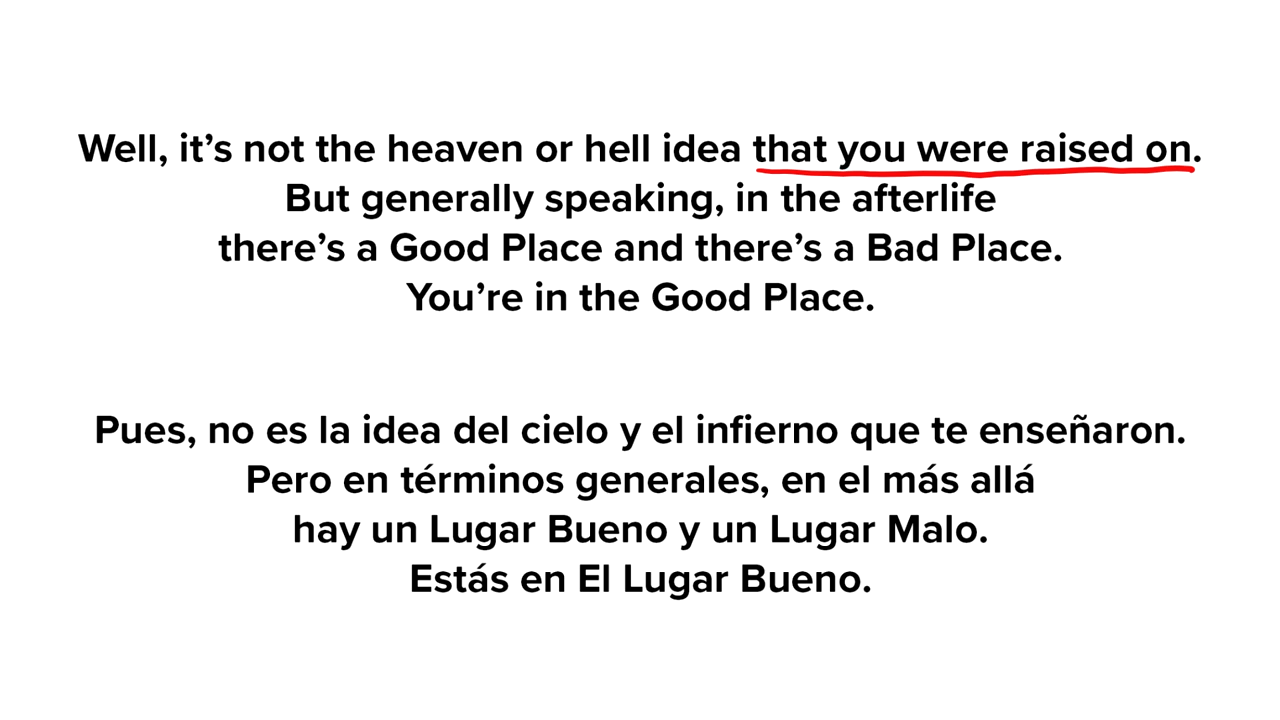 Well, it’s not the heaven or hell idea that you were raised on.
But generally speaking, in the afterlife
there’s a Good Place and there’s a Bad Place.
You’re in the Good Place.
Pues, no es la idea del cielo y el infierno que te enseñaron.
Pero en términos generales, en el más allá
hay un Lugar Bueno y un Lugar Malo.
Estás en El Lugar Bueno.